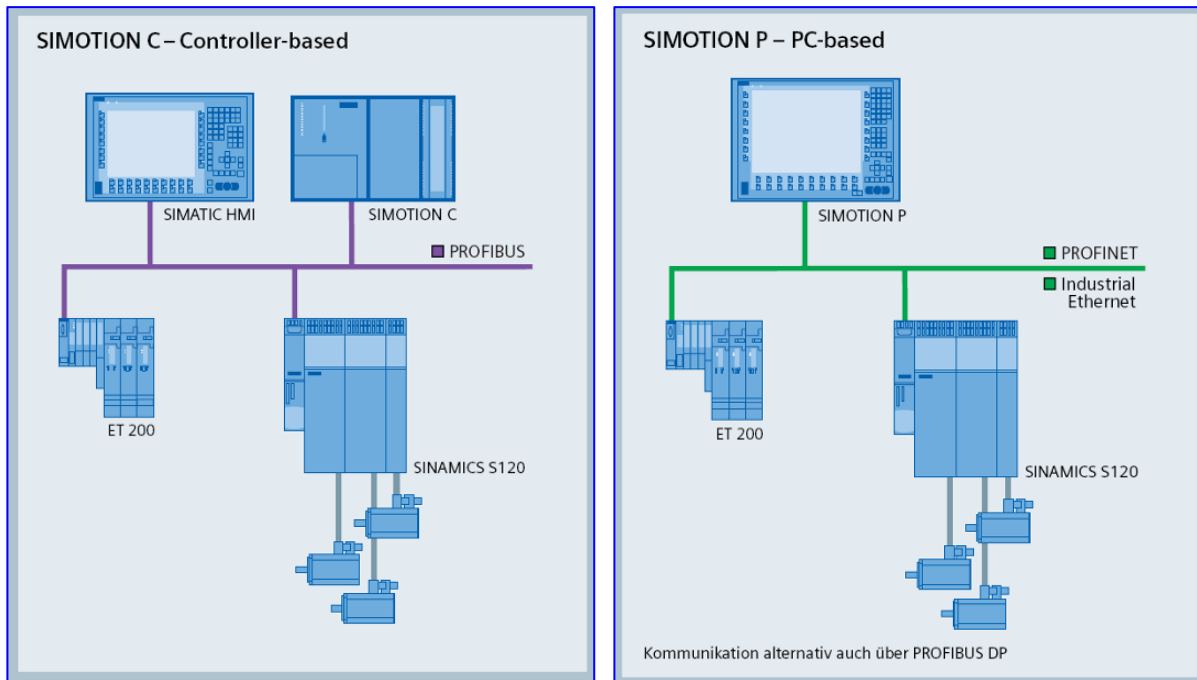 SIMOTION C – Controller-based
SIMATIC HMI
SIMOTION C
PROFIBUS
ET 200
SINAMICS S120
SIMOTION P – PC-based
SIMOTION P
PROFINET
Industrial
Ethernet
ET 200
SINAMICS S120
Kommunikation alternativ auch über PROFIBUS DP